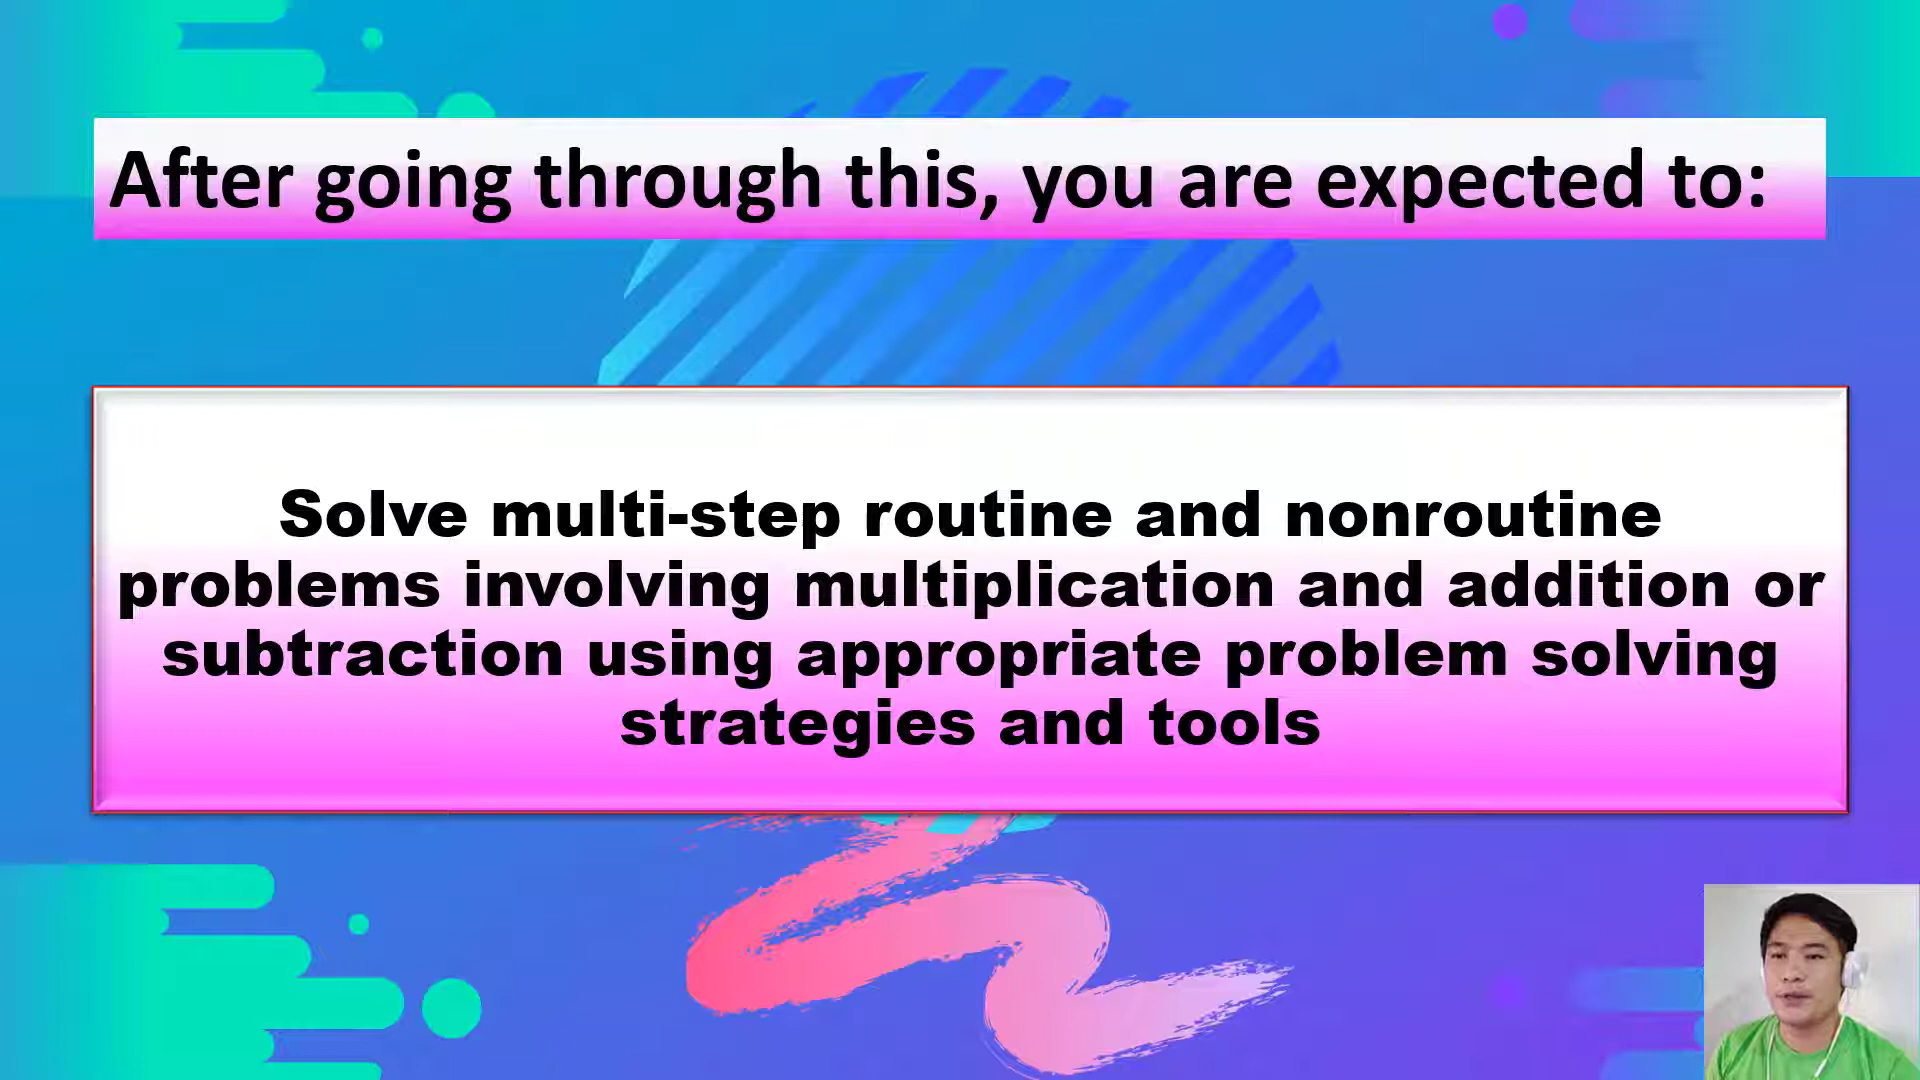 After going through this, you are expected to:
Solve multi-step routine and nonroutine
problems involving multiplication and addition or
subtraction using appropriate problem solving
strategies and tools